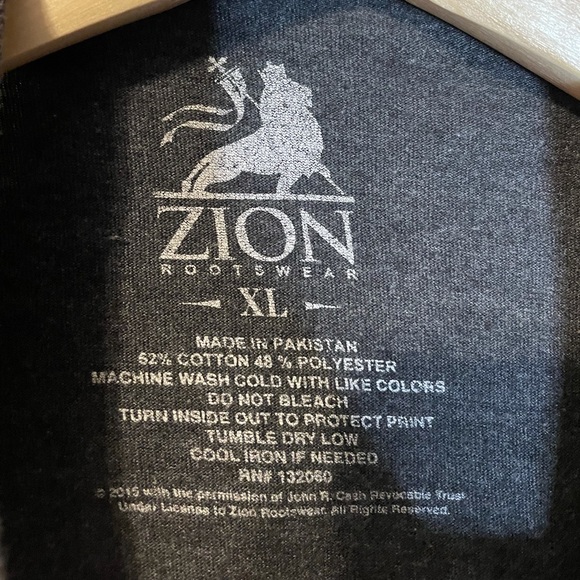 ZION
ROOTSWEAR
XL
MADE IN PAKISTAN
52% COTTON 48 % POLYESTER
MACHINE WASH COLD WITH LIKE COLORS
DO NOT BLEACH
TURN INSIDE OUT TO PROTECT PRINT
TUMBLE DRY LOW
COOL IRON IF NEEDED
RN# 132060
© 2015 with the permission of John R. Cash Revocable Trust
Under License to Zion Rootswear. All Rights Reserved.